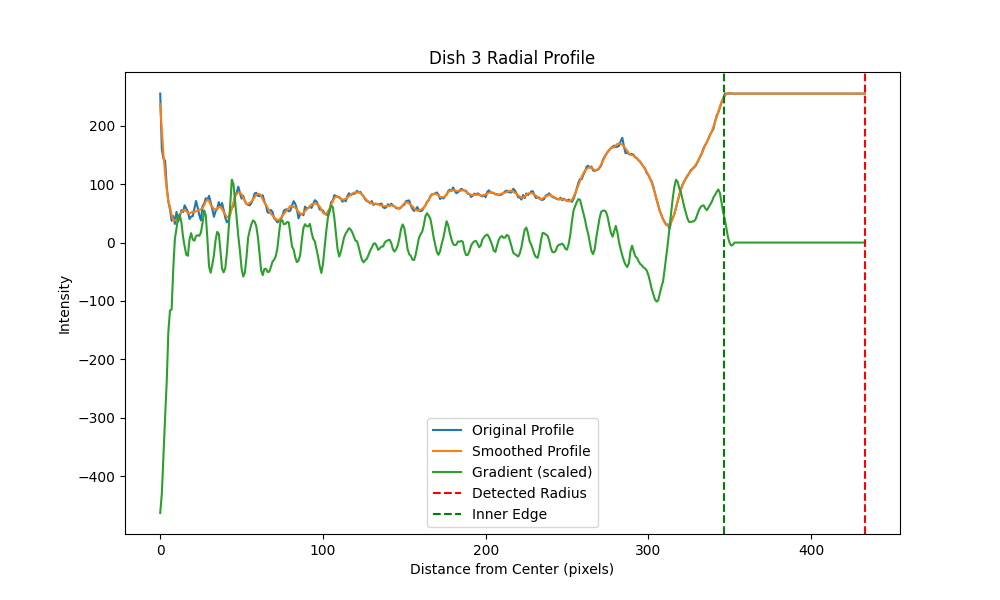 Dish 3 Radial Profile
Intensity
200
100
0
−100
−200
−300
−400
Original Profile
Smoothed Profile
Gradient (scaled)
Detected Radius
Inner Edge
0 100 200 300 400
Distance from Center (pixels)